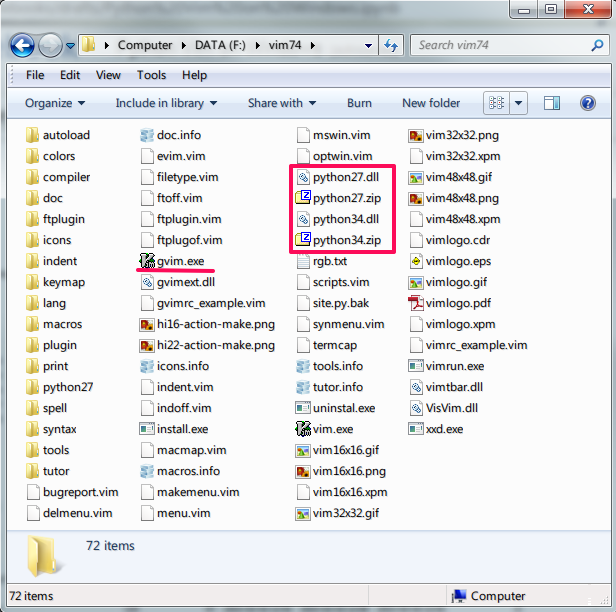 Computer ▸ DATA (F:) ▸ vim74 ▸
Search vim74
File Edit View Tools Help
Organize Include in library Share with Burn New folder
autoload
colors
compiler
doc
ftplugin
icons
indent
keymap
lang
macros
plugin
print
python27
spell
syntax
tools
tutor
bugreport.vim
delmenu.vim
doc.info
evim.vim
filetype.vim
ftoff.vim
ftplugin.vim
ftplugof.vim
gvim.exe
gvimext.dll
gvimrc_example.vim
hi16-action-make.png
hi22-action-make.png
icons.info
indent.vim
indoff.vim
install.exe
macmap.vim
macros.info
makemenu.vim
menu.vim
mswin.vim
optwin.vim
python27.dll
python27.zip
python34.dll
python34.zip
rgb.txt
scripts.vim
site.py.bak
synmenu.vim
termcap
tools.info
tutor.info
uninstal.exe
vim.exe
vim16x16.gif
vim16x16.png
vim16x16.xpm
vim32x32.gif
vim32x32.png
vim32x32.xpm
vim48x48.gif
vim48x48.png
vim48x48.xpm
vimlogo.cdr
vimlogo.eps
vimlogo.gif
vimlogo.pdf
vimlogo.xpm
vimrc_example.vim
vimrun.exe
vimtbar.dll
VisVim.dll
xxd.exe
72 items
72 items
Computer